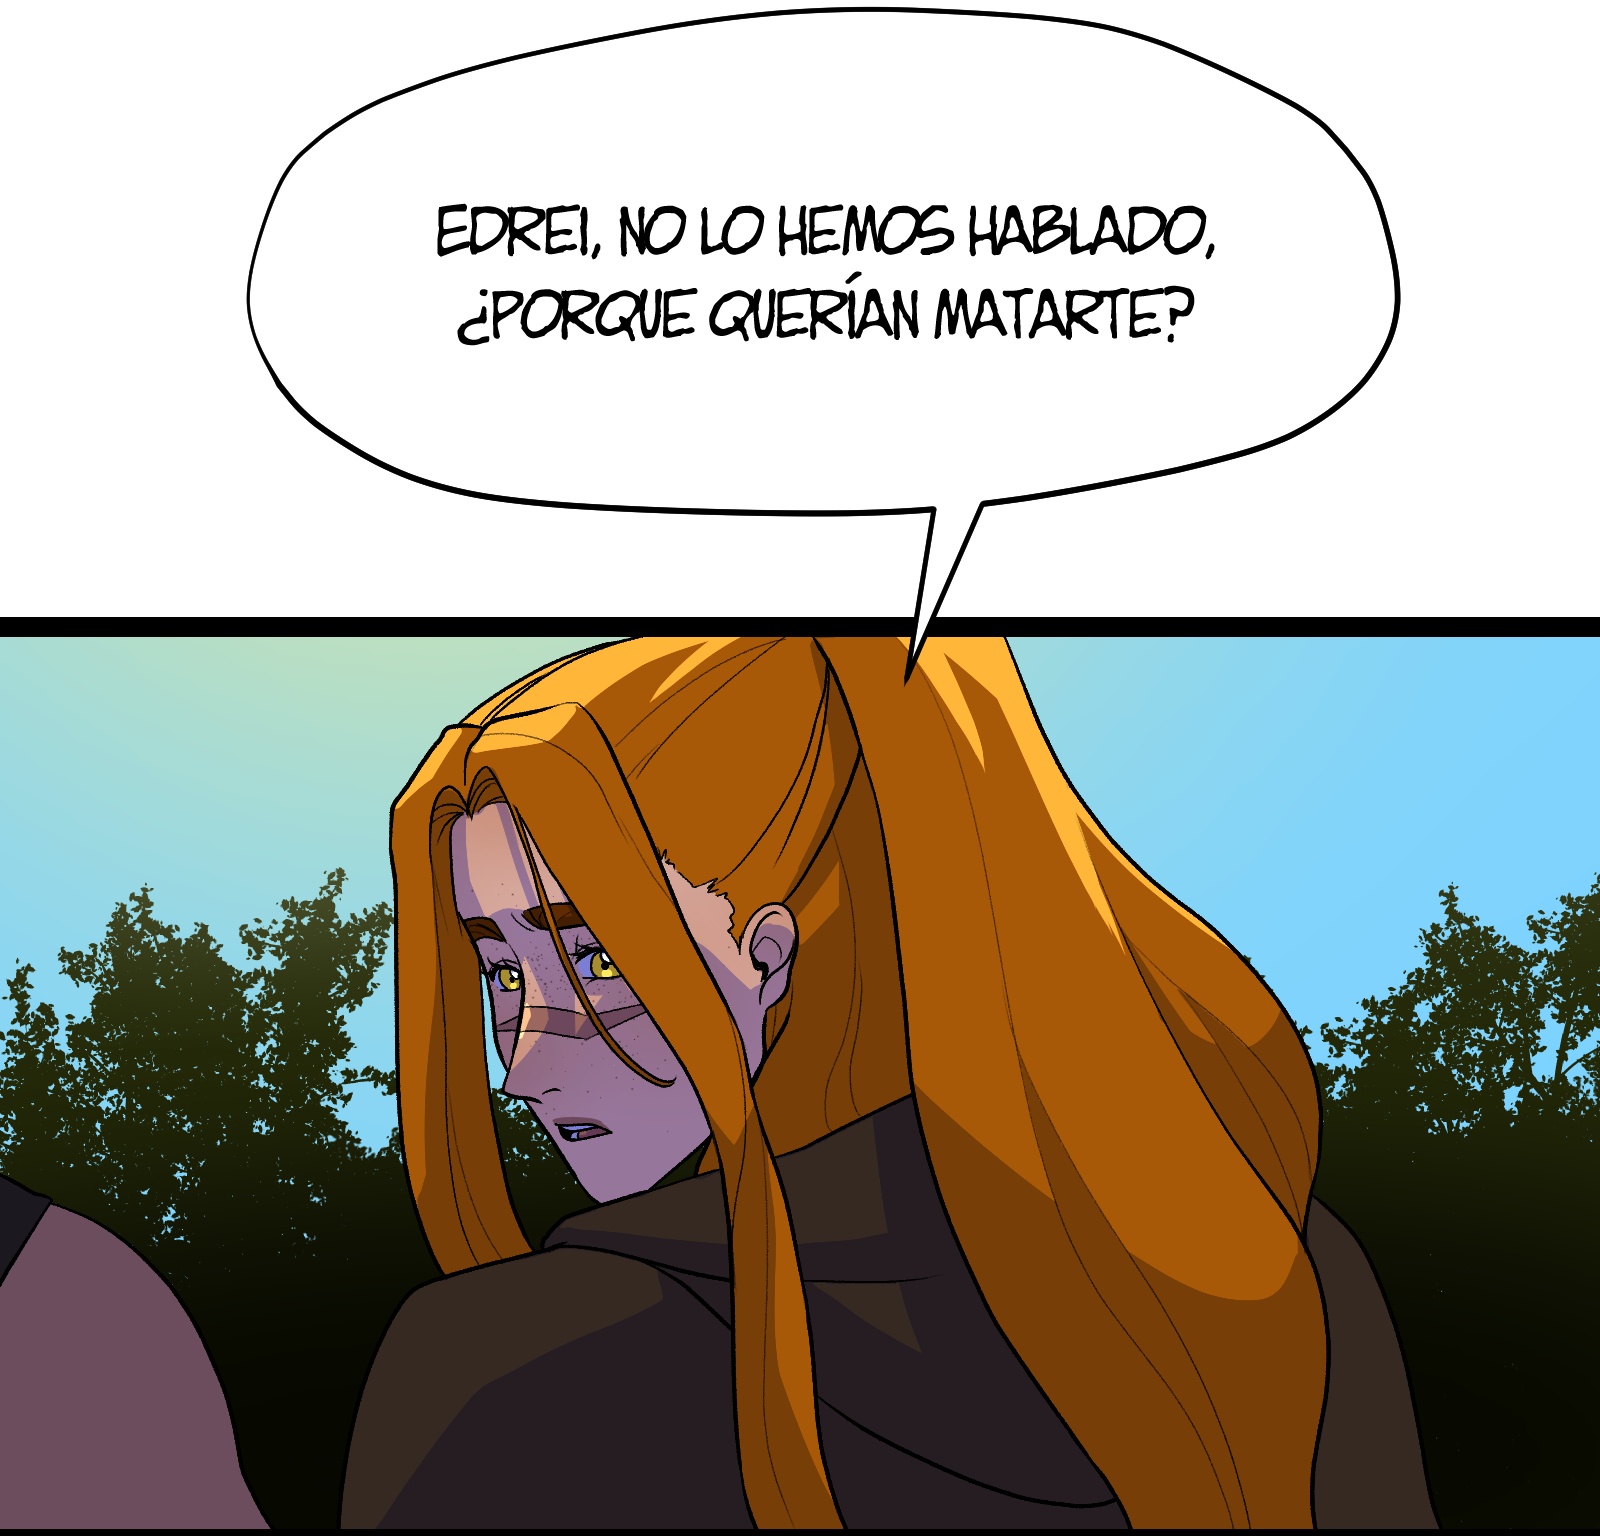 EDREI, NO LO HEMOS HABLADO,
¿PORQUE QUERÍAN MATARTE?